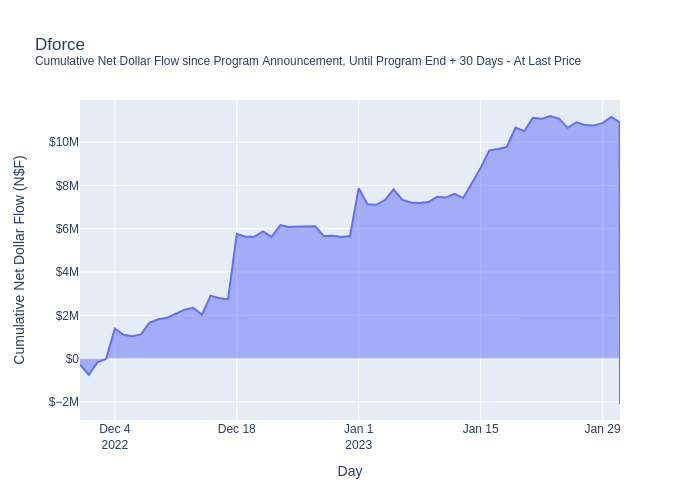 Dforce
Cumulative Net Dollar Flow since Program Announcement, Until Program End + 30 Days - At Last Price
Cumulative Net Dollar Flow (N$F)
$10M
$8M
$6M
$4M
$2M
$0
$−2M
Dec 4
2022
Dec 18
Jan 1
2023
Jan 15
Jan 29
Day